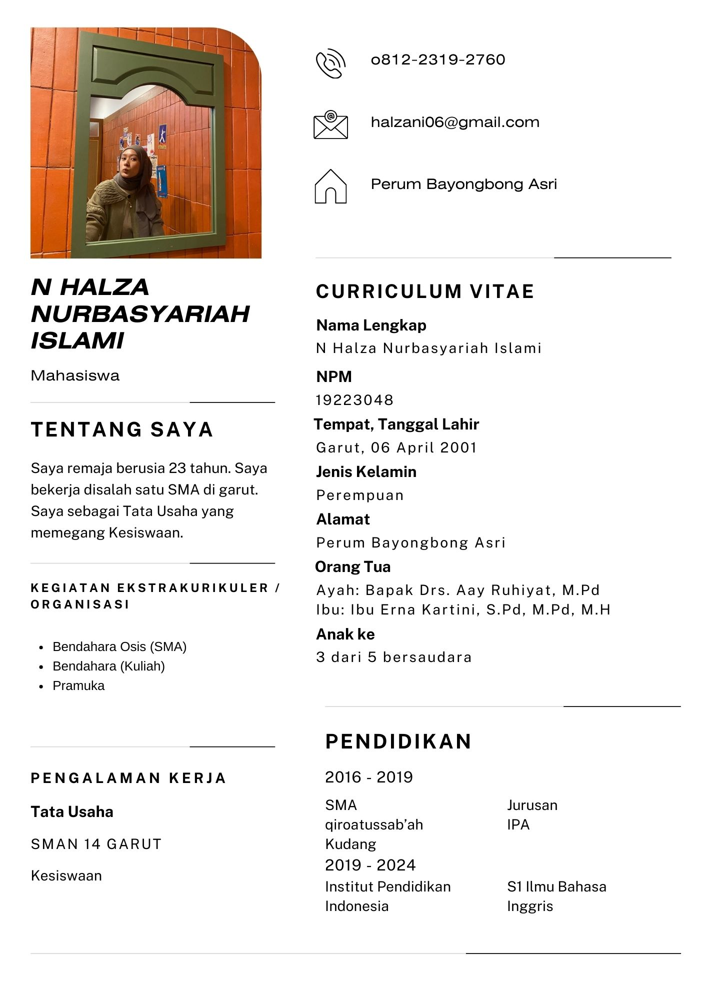 o812-2319-2760
halzani06@gmail.com
Perum Bayongbong Asri
N HALZA
NURBASYARIAH
ISLAMI
Mahasiswa
TENTANG SAYA
Saya remaja berusia 23 tahun. Saya
bekerja disalah satu SMA di garut.
Saya sebagai Tata Usaha yang
memegang Kesiswaan.
KEGIATAN EKSTRAKURIKULER /
ORGANISASI
• Bendahara Osis (SMA)
• Bendahara (Kuliah)
• Pramuka
PENGALAMAN KERJA
Tata Usaha
SMAN 14 GARUT
Kesiswaan
CURRICULUM VITAE
Nama Lengkap
N Halza Nurbasyariah Islami
NPM
19223048
Tempat, Tanggal Lahir
Garut, 06 April 2001
Jenis Kelamin
Perempuan
Alamat
Perum Bayongbong Asri
Orang Tua
Ayah: Bapak Drs. Aay Ruhiyat, M.Pd
Ibu: Ibu Erna Kartini, S.Pd, M.Pd, M.H
Anak ke
3 dari 5 bersaudara
PENDIDIKAN
2016 - 2019
SMA
qiroatussab’ah
Kudang
Jurusan
IPA
2019 - 2024
Institut Pendidikan
Indonesia
S1 Ilmu Bahasa
Inggris